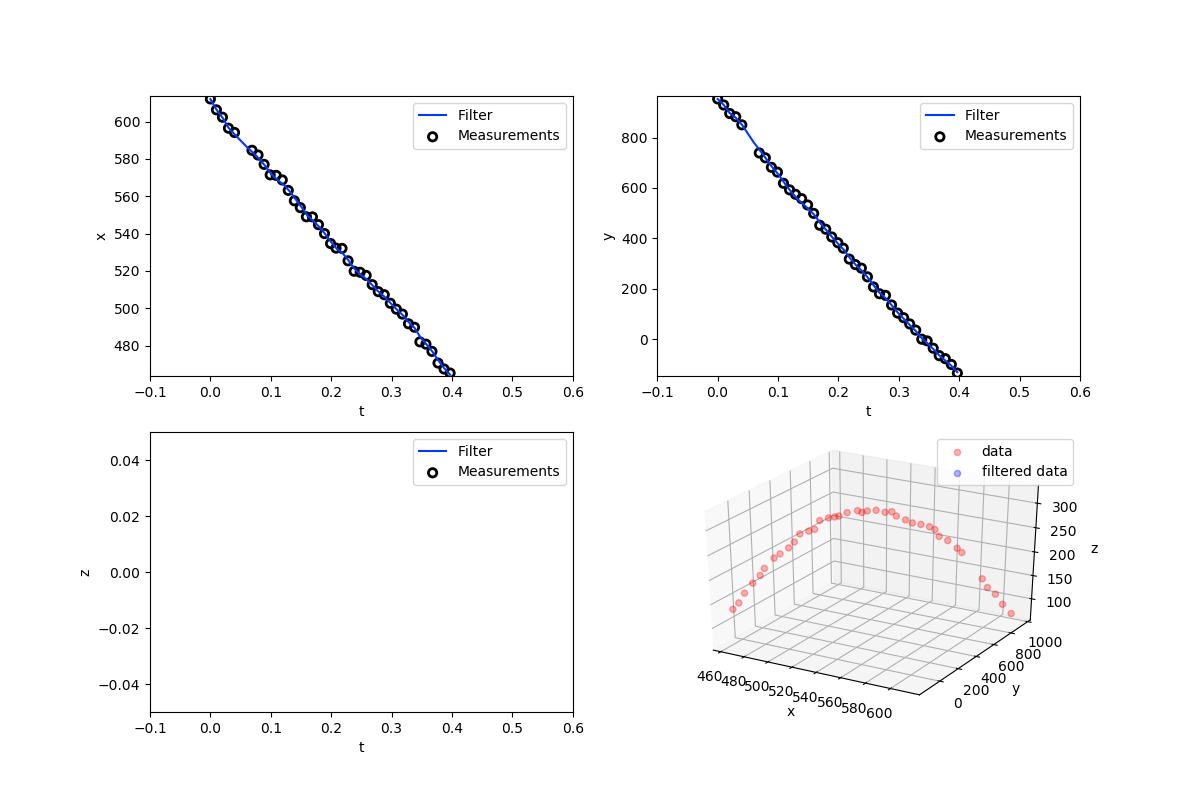 Filter
Measurements
x
600
580
560
540
520
500
480
−0.1 0.0 0.1 0.2 0.3 0.4 0.5 0.6
t
Filter
Measurements
y
800
600
400
200
0
−0.1 0.0 0.1 0.2 0.3 0.4 0.5 0.6
t
Filter
Measurements
z
0.04
0.02
0.00
−0.02
−0.04
−0.1 0.0 0.1 0.2 0.3 0.4 0.5 0.6
t
data
filtered data
300
250
200
150
100
z
460 480 500 520 540 560 580 600
x
0 200 400 600 800 1000
y